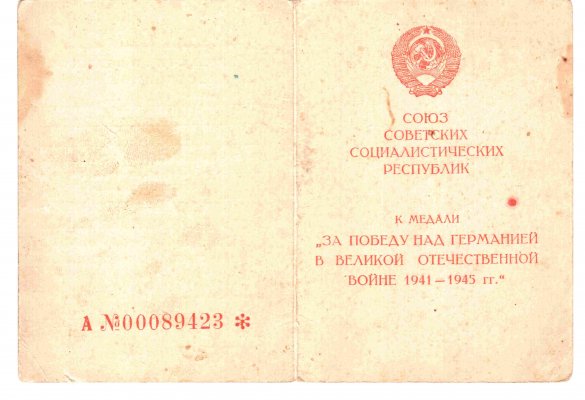 А №00089423 *
СОЮЗ
СОВЕТСКИХ
СОЦИАЛИСТИЧЕСКИХ
РЕСПУБЛИК
К МЕДАЛИ
„ЗА ПОБЕДУ НАД ГЕРМАНИЕЙ
В ВЕЛИКОЙ ОТЕЧЕСТВЕННОЙ
ВОЙНЕ 1941—1945 гг.“